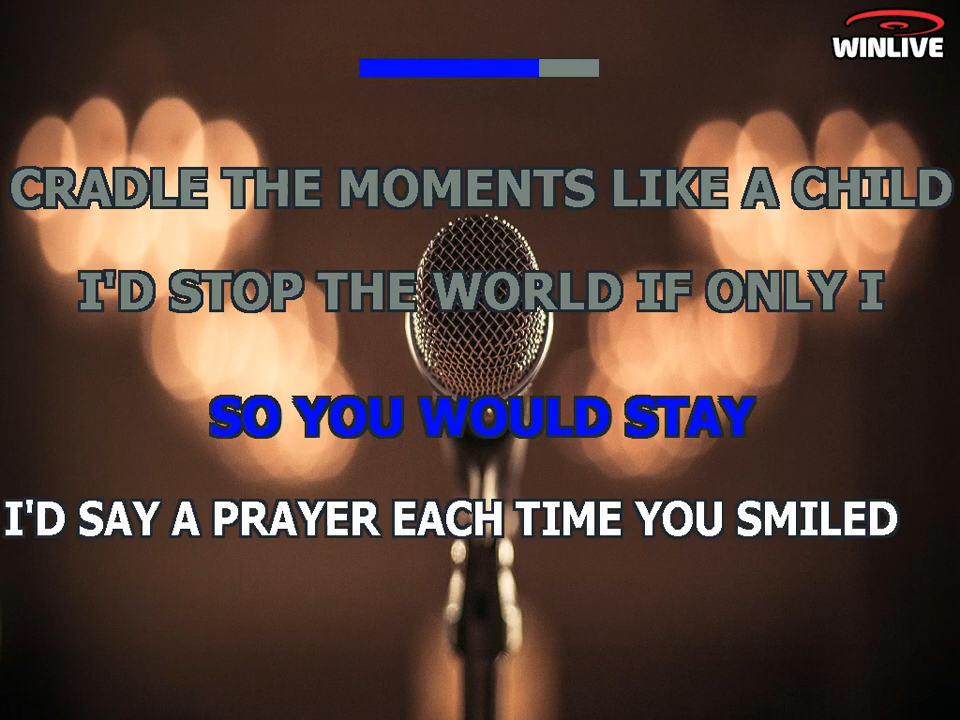 WINLIVE
CRADLE THE MOMENTS LIKE A CHILD
I'D STOP THE WORLD IF ONLY I
SO YOU WOULD STAY
I'D SAY A PRAYER EACH TIME YOU SMILED